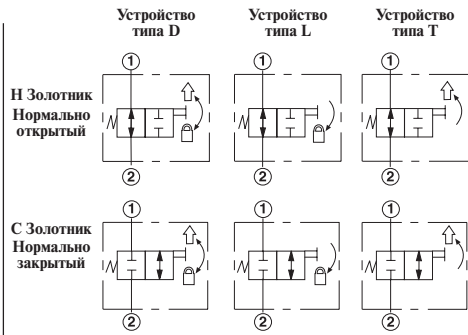 Устройство типа D
Устройство типа L
Устройство типа T
Н Золотник
Нормально
открытый
1
2
1
2
1
2
С Золотник
Нормально
закрытый
1
2
1
2
1
2